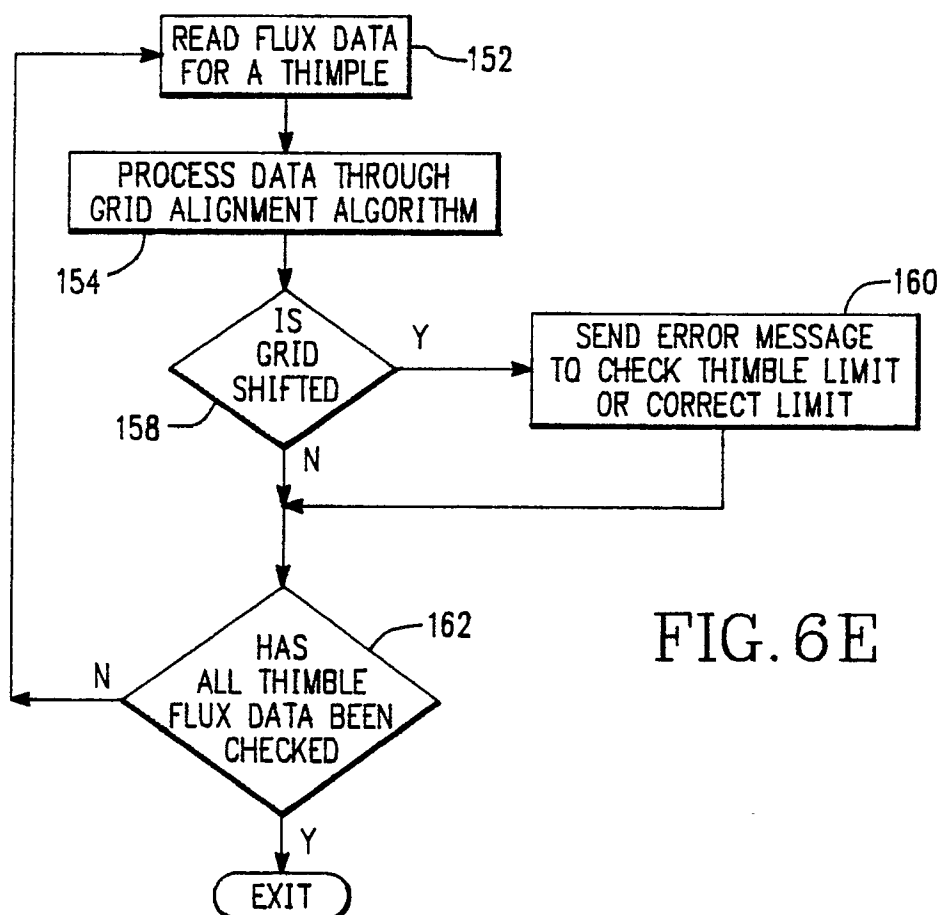 READ FLUX DATA
FOR A THIMPLE
152
PROCESS DATA THROUGH
GRID ALIGNMENT ALGORITHM
154
IS
GRID
SHIFTED
158
Y
N
160
SEND ERROR MESSAGE
TO CHECK THIMBLE LIMIT
OR CORRECT LIMIT
HAS
ALL THIMBLE
FLUX DATA BEEN
CHECKED
162
N
Y
EXIT
FIG. 6E